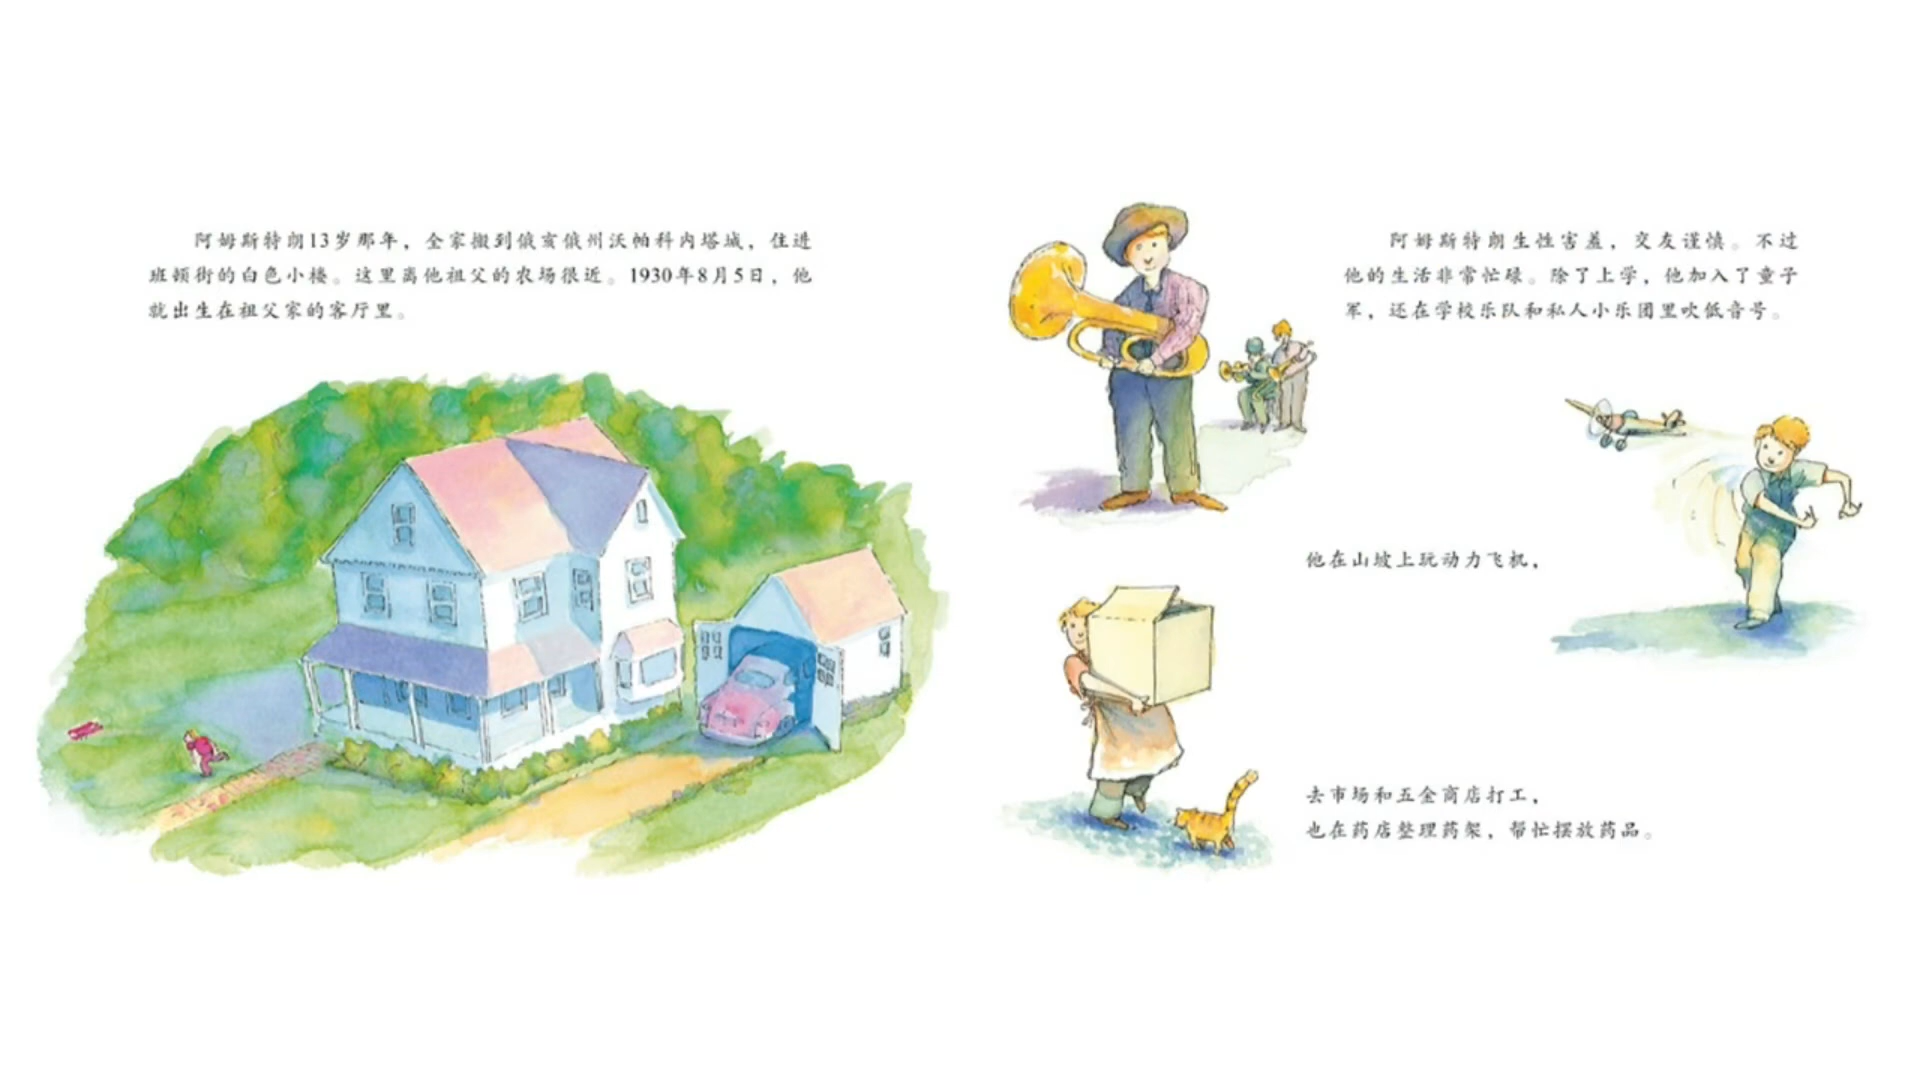 阿姆斯特朗13岁那年，全家搬到俄亥俄州沃帕科内塔城，住进
班顿街的白色小楼。这里离他祖父的农场很近。1930年8月5日，他
就出生在祖父家的客厅里。
阿姆斯特朗生性害羞，交友谨慎。不过
他的生活非常忙碌。除了上学，他加入了童子
军，还在学校乐队和私人小乐团里吹低音号。
他在山坡上玩动力飞机，
去市场和五金商店打工，
也在药店整理药架，帮忙摆放药品。